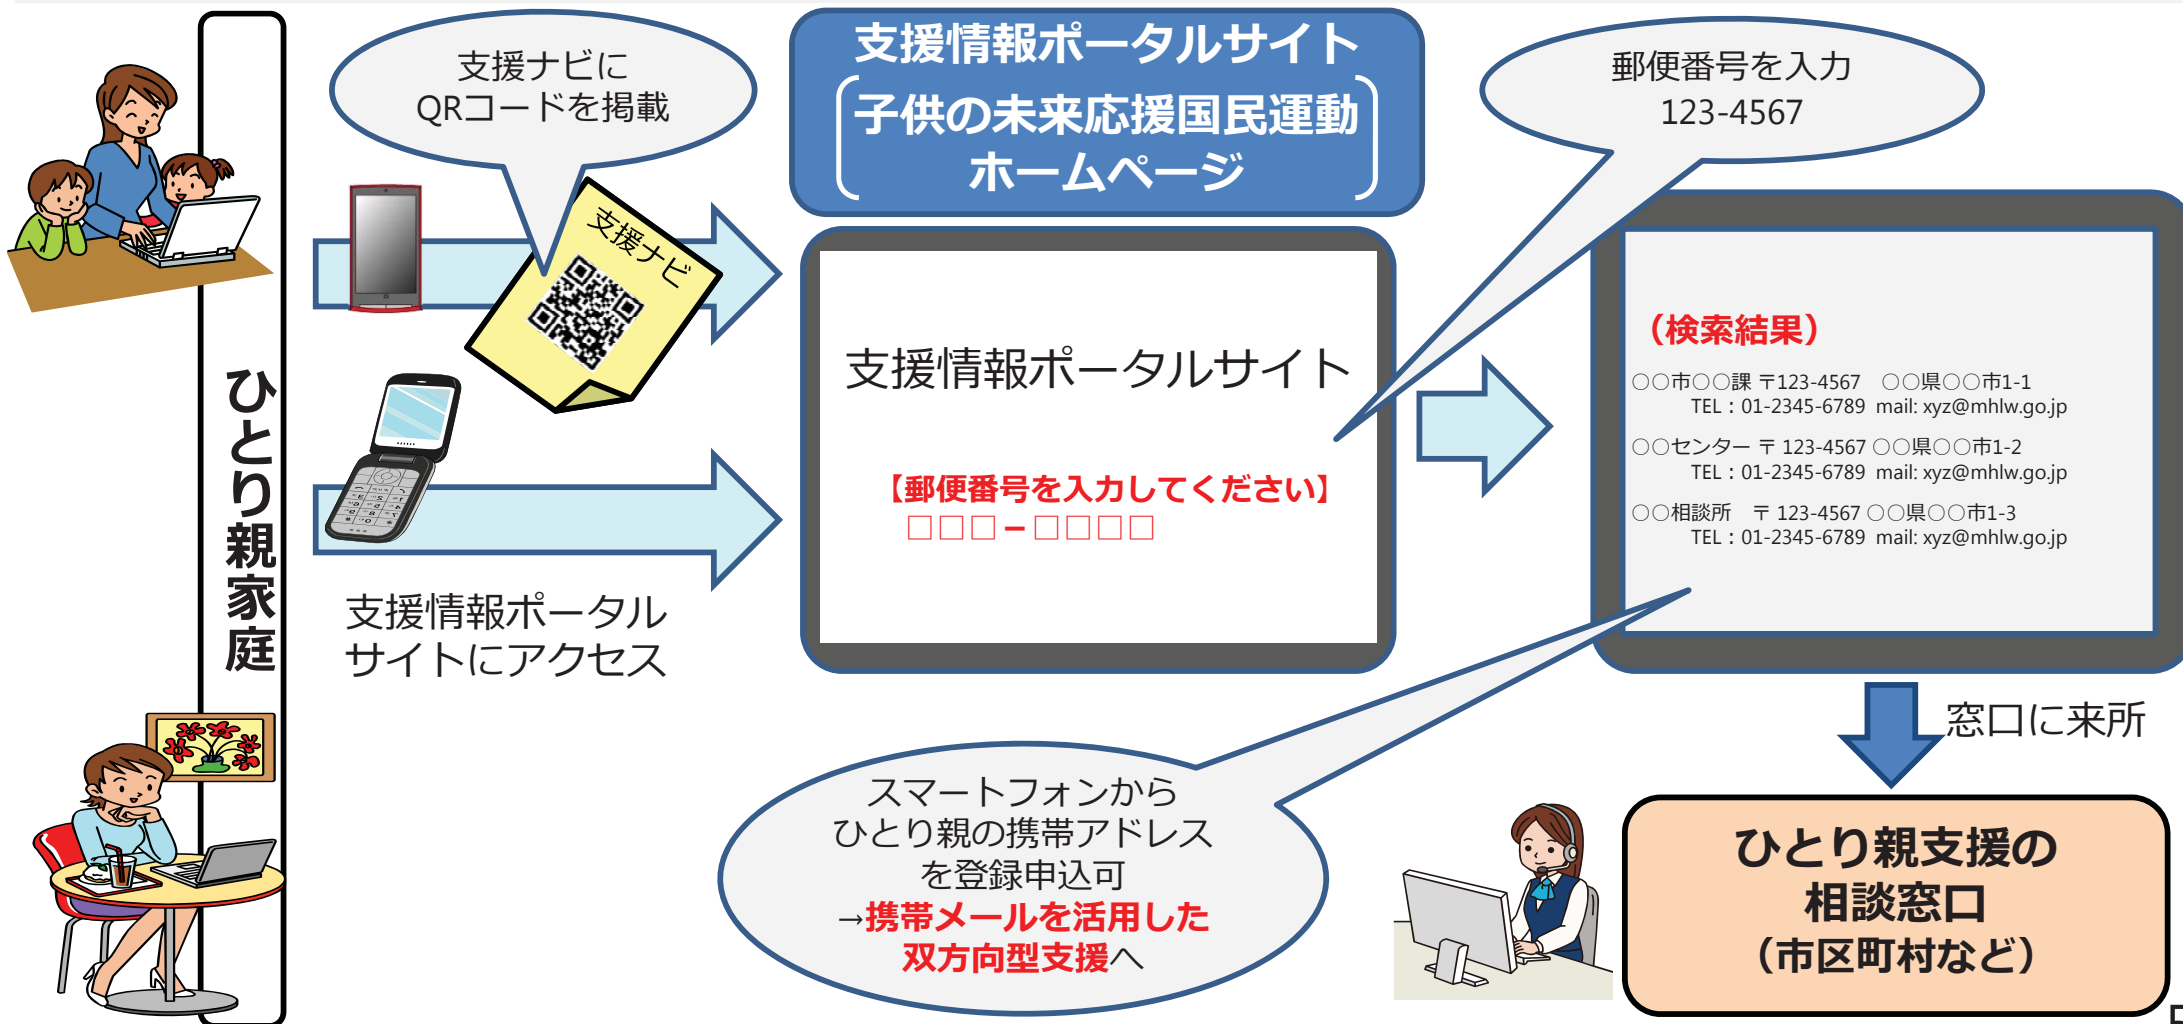 ひとり親家庭
支援ナビに
QRコードを掲載
支援ナビ
支援情報ポータル
サイトにアクセス
支援情報ポータルサイト
子供の未来応援国民運動
ホームページ
支援情報ポータルサイト
【郵便番号を入力してください】
□□□－□□□□
郵便番号を入力
123-4567
（検索結果）
○○市○○課 〒123-4567　○○県○○市1-1
TEL：01-2345-6789 mail: xyz@mhlw.go.jp
○○センター 〒 123-4567 ○○県○○市1-2
TEL：01-2345-6789 mail: xyz@mhlw.go.jp
○○相談所　〒 123-4567 ○○県○○市1-3
TEL：01-2345-6789 mail: xyz@mhlw.go.jp
スマートフォンから
ひとり親の携帯アドレス
を登録申込可
→携帯メールを活用した
双方向型支援へ
窓口に来所
ひとり親支援の
相談窓口
（市区町村など）